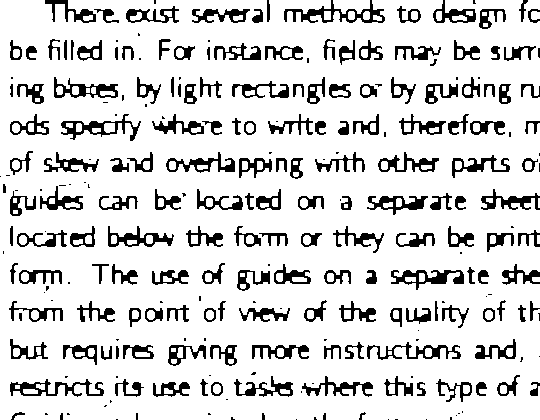 There exist several methods to design fo
be filled in. For instance, fields may be surr
ing boxes, by light rectangles or by guiding ru
ods specify where to write and, therefore, m
of skew and overlapping with other parts of
guides can be located on a separate sheet
located below the form or they can be print
form. The use of guides on a separate she
from the point of view of the quality of th
but requires giving more instructions and,
restricts its use to tasks where this type of a